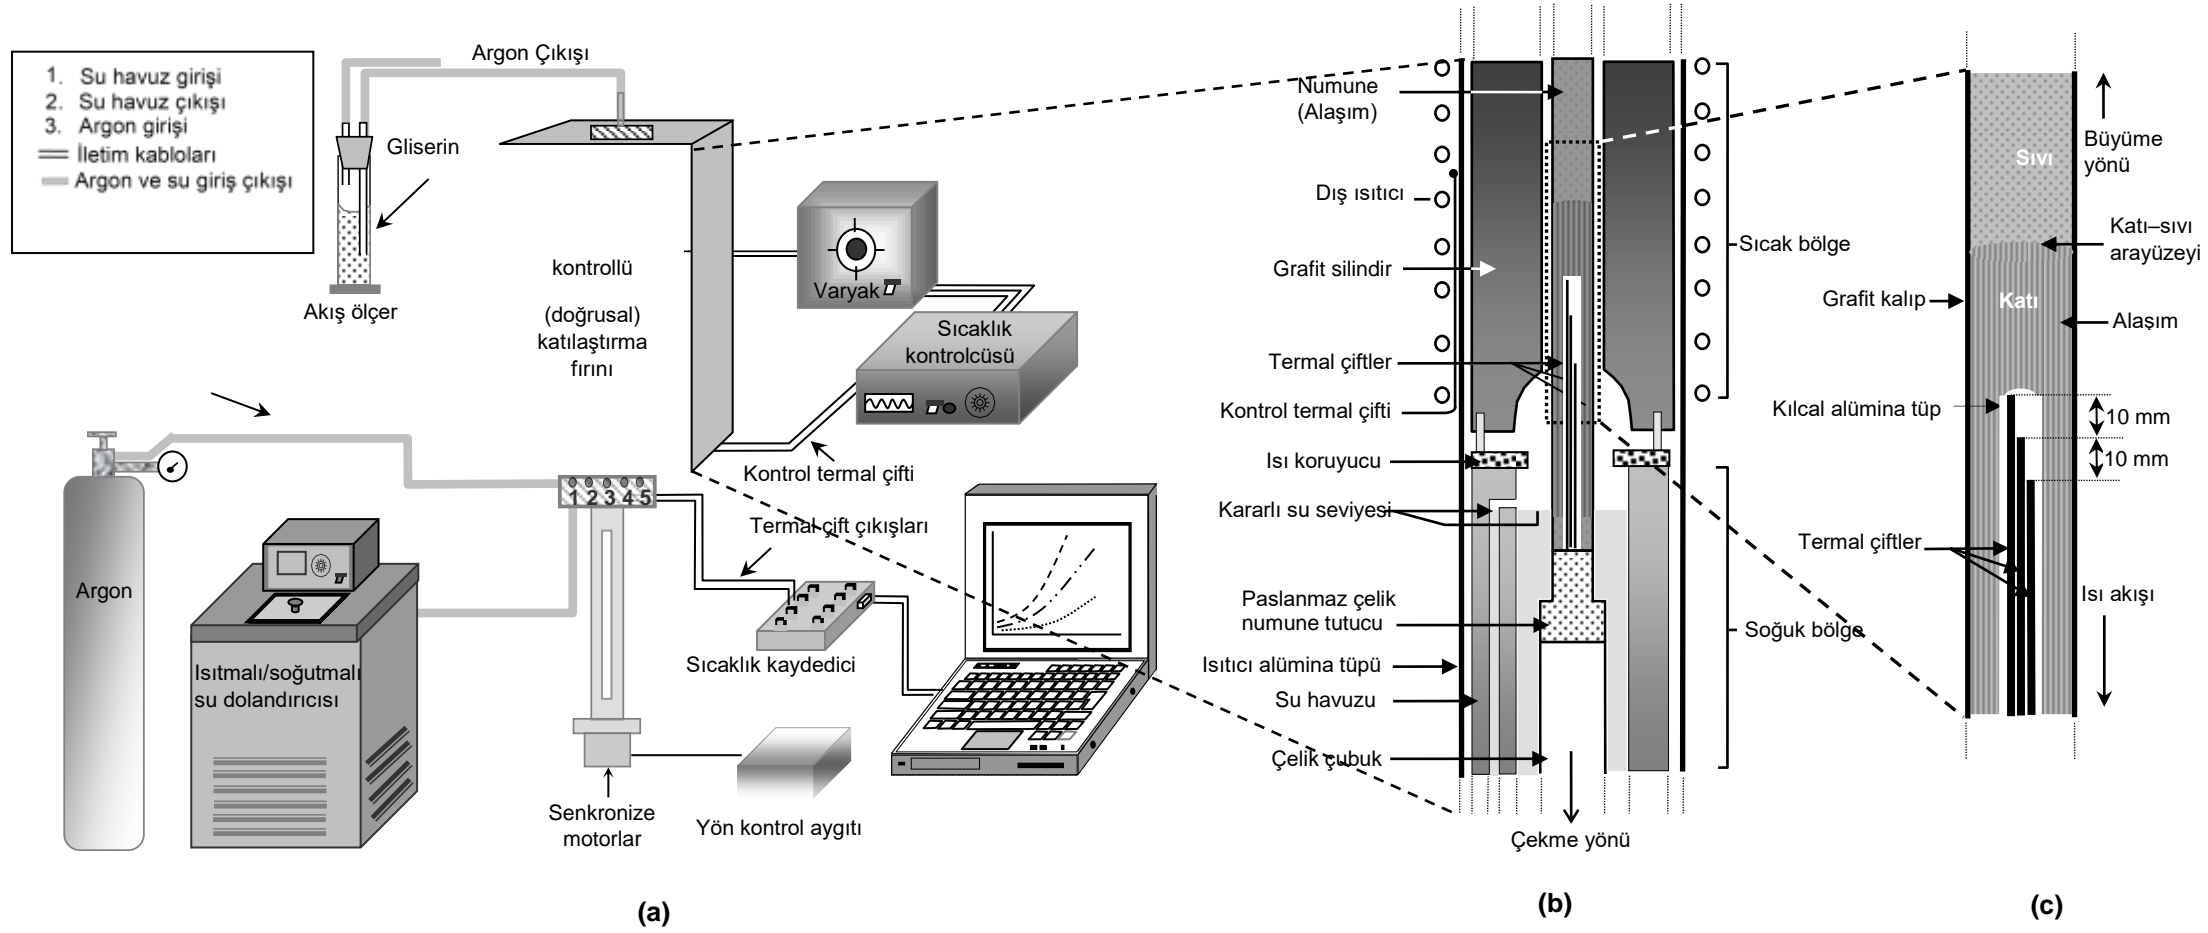 1. Su havuz girişi
2. Su havuz çıkışı
3. Argon girişi
İletim kabloları
Argon ve su giriş çıkışı
Argon Çıkışı
Gliserin
Akış ölçer
kontrollü
(doğrusal)
katılaştırma
fırını
Varyak
Sıcaklık
kontrolcüsü
Kontrol termal çifti
1 2 3 4 5
Termal çift çıkışları
Argon
Isıtmalı/soğutmalı
su dolandırıcısı
Sıcaklık kaydedici
Senkronize
motorlar
Yön kontrol aygıtı
(a)
Numune
(Alaşım)
Dış ısıtıcı
Grafit silindir
Termal çiftler
Kontrol termal çifti
Isı koruyucu
Kararlı su seviyesi
Paslanmaz çelik
numune tutucu
Isıtıcı alümina tüpü
Su havuzu
Çelik çubuk
Sıcak bölge
Soğuk bölge
Çekme yönü
(b)
Sıvı
Büyüme
yönü
Katı–sıvı
arayüzeyi
Grafit kalıp
Katı
Alaşım
Kılcal alümina tüp
10 mm
10 mm
Termal çiftler
Isı akışı
(c)